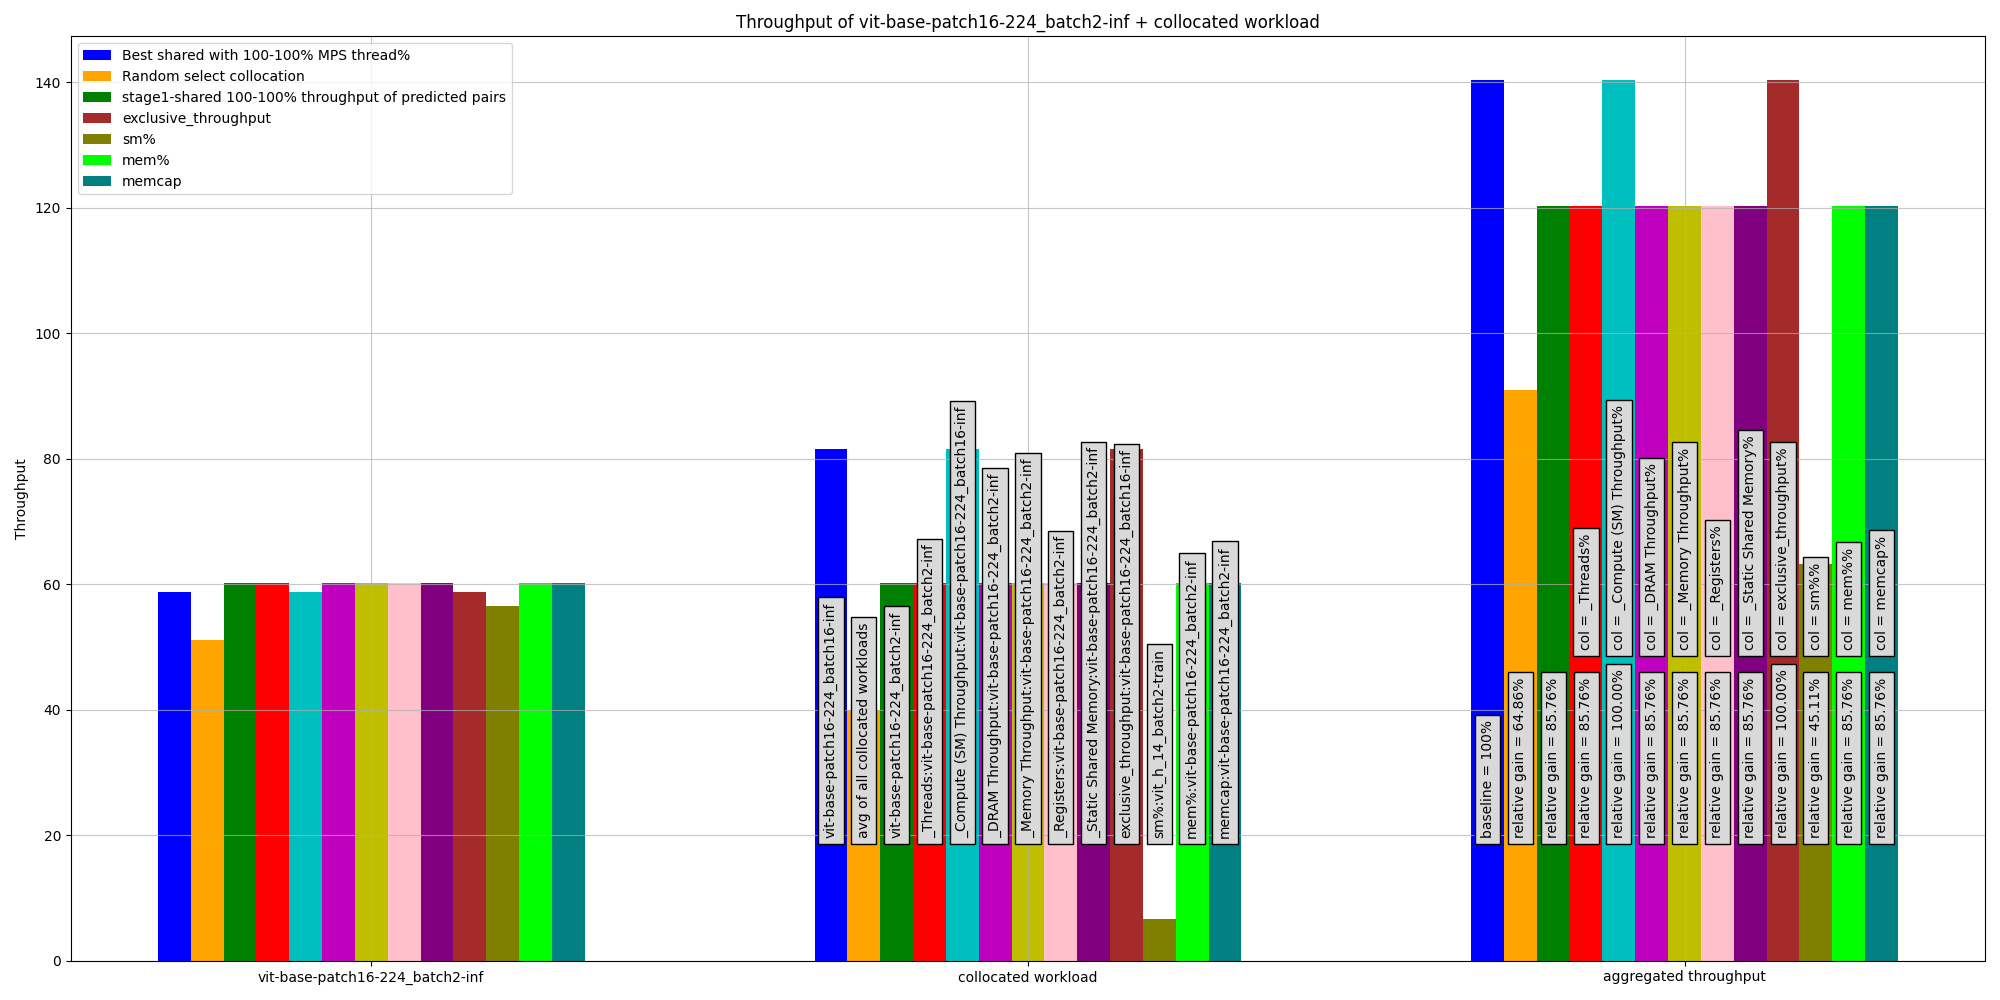 Throughput of vit-base-patch16-224_batch2-inf + collocated workload
Best shared with 100-100% MPS thread%
Random select collocation
stage1-shared 100-100% throughput of predicted pairs
exclusive_throughput
sm%
mem%
memcap
Throughput
140
120
100
80
60
40
20
0
vit-base-patch16-224_batch16-inf
avg of all collocated workloads
vit-base-patch16-224_batch2-inf
_Threads:vit-base-patch16-224_batch2-inf
_Compute (SM) Throughput:vit-base-patch16-224_batch16-inf
_DRAM Throughput:vit-base-patch16-224_batch2-inf
_Memory Throughput:vit-base-patch16-224_batch2-inf
_Registers:vit-base-patch16-224_batch2-inf
_Static Shared Memory:vit-base-patch16-224_batch2-inf
exclusive_throughput:vit-base-patch16-224_batch16-inf
sm%:vit_h_14_batch2-train
mem%:vit-base-patch16-224_batch2-inf
memcap:vit-base-patch16-224_batch2-inf
col = _Threads%
col = _Compute (SM) Throughput%
col = _DRAM Throughput%
col = _Memory Throughput%
col = _Registers%
col = _Static Shared Memory%
col = exclusive_throughput%
col = sm%%
col = mem%%
col = memcap%
baseline = 100%
relative gain = 64.86%
relative gain = 85.76%
relative gain = 85.76%
relative gain = 100.00%
relative gain = 85.76%
relative gain = 85.76%
relative gain = 85.76%
relative gain = 85.76%
relative gain = 100.00%
relative gain = 45.11%
relative gain = 85.76%
relative gain = 85.76%
vit-base-patch16-224_batch2-inf
collocated workload
aggregated throughput